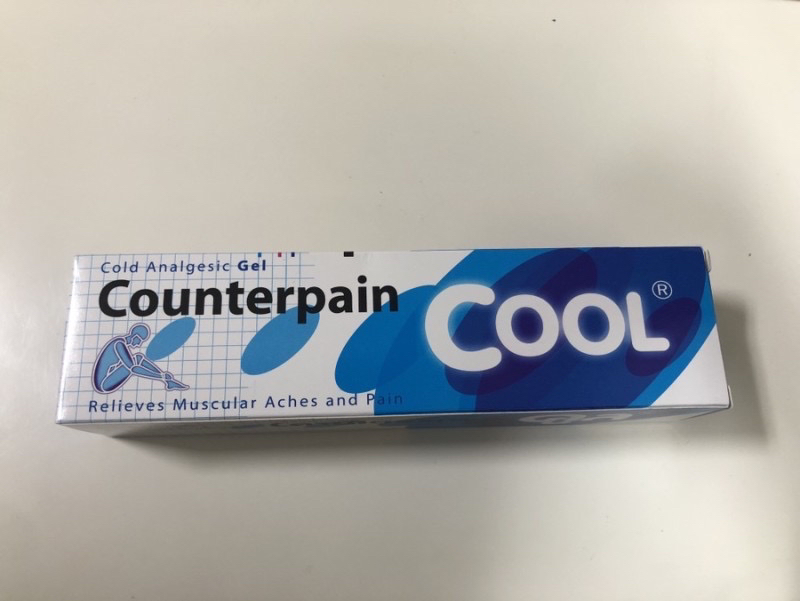 Cold Analgesic Gel
Counterpain
COOL®
Relieves Muscular Aches and Pain